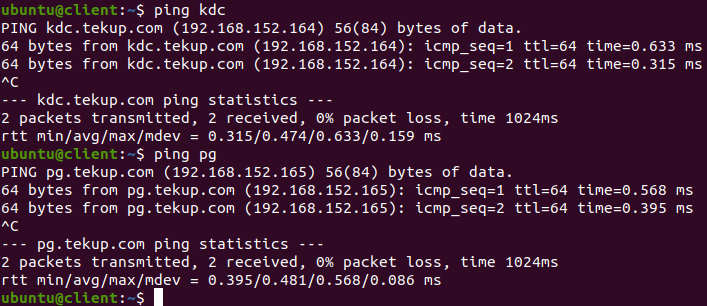 ubuntu@client:~$ ping kdc
PING kdc.tekup.com (192.168.152.164) 56(84) bytes of data.
64 bytes from kdc.tekup.com (192.168.152.164): icmp_seq=1 ttl=64 time=0.633 ms
64 bytes from kdc.tekup.com (192.168.152.164): icmp_seq=2 ttl=64 time=0.315 ms
^C
--- kdc.tekup.com ping statistics ---
2 packets transmitted, 2 received, 0% packet loss, time 1024ms
rtt min/avg/max/mdev = 0.315/0.474/0.633/0.159 ms
ubuntu@client:~$ ping pg
PING pg.tekup.com (192.168.152.165) 56(84) bytes of data.
64 bytes from pg.tekup.com (192.168.152.165): icmp_seq=1 ttl=64 time=0.568 ms
64 bytes from pg.tekup.com (192.168.152.165): icmp_seq=2 ttl=64 time=0.395 ms
^C
--- pg.tekup.com ping statistics ---
2 packets transmitted, 2 received, 0% packet loss, time 1024ms
rtt min/avg/max/mdev = 0.395/0.481/0.568/0.086 ms
ubuntu@client:~$